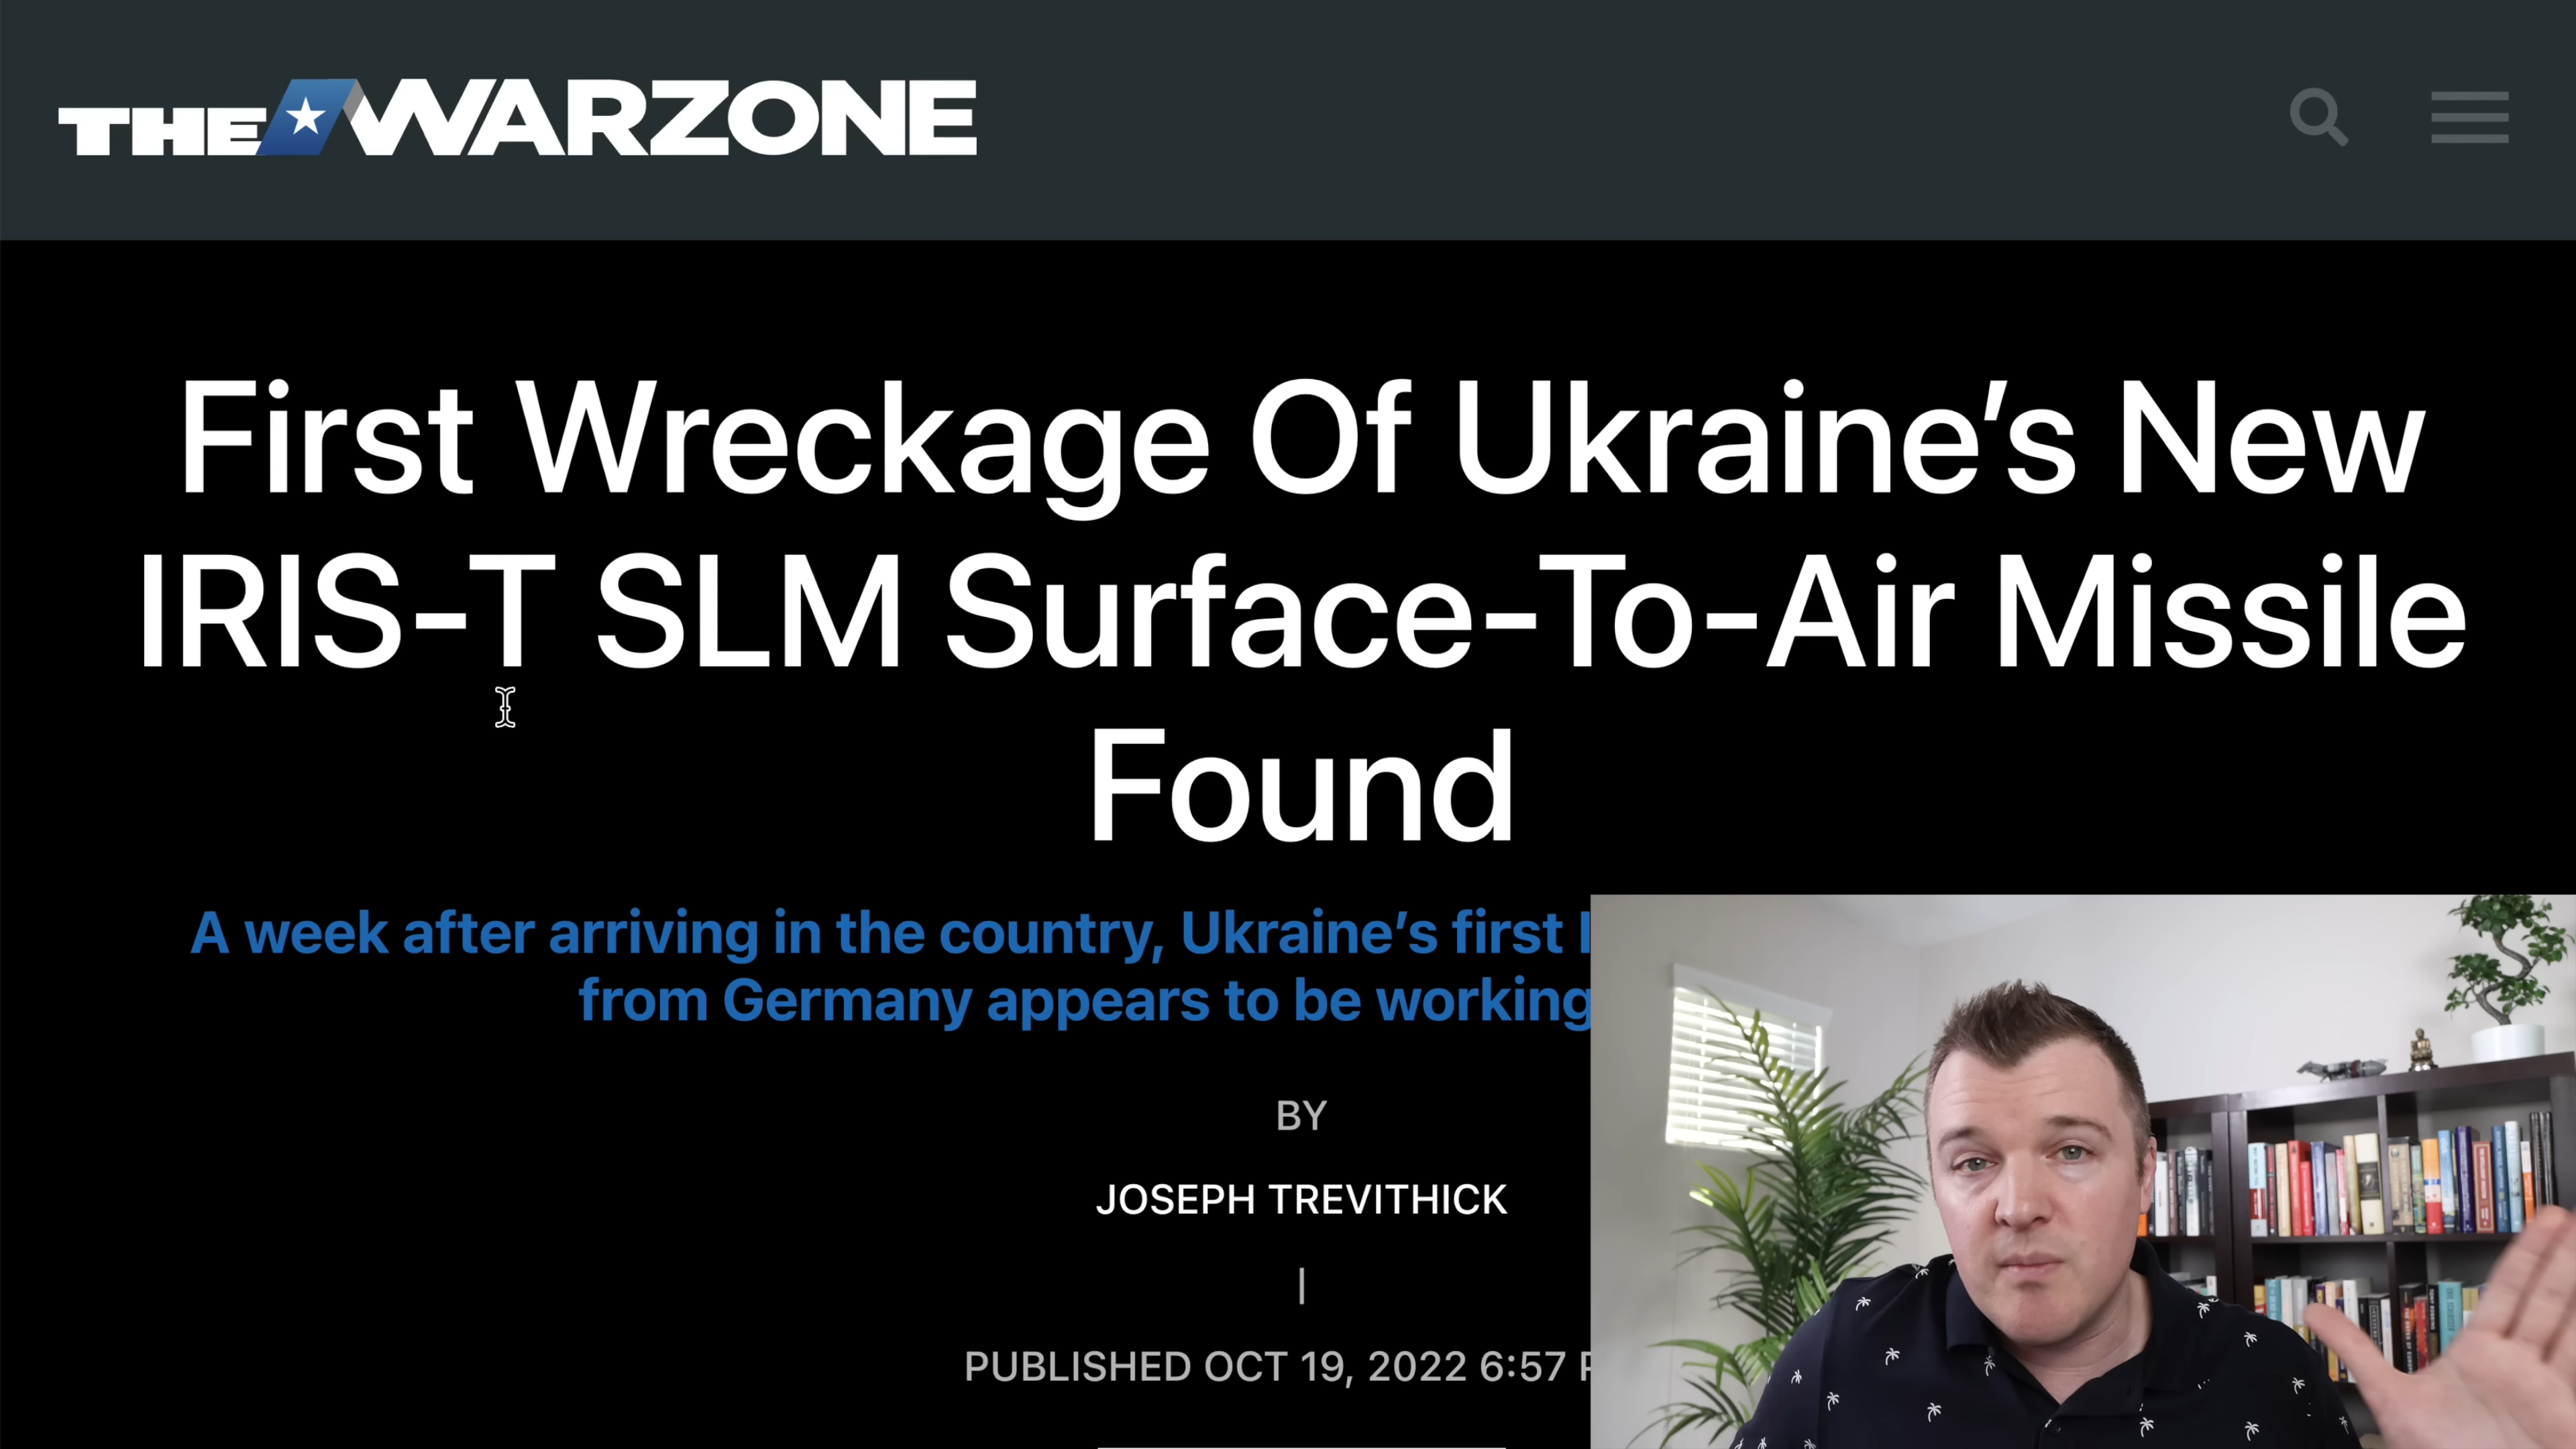 THE WARZONE
First Wreckage Of Ukraine's New
IRIS-T SLM Surface-To-Air Missile
Found
A week after arriving in the country, Ukraine's first
from Germany appears to be working
BY
JOSEPH TREVITHICK
|
PUBLISHED OCT 19, 2022 6:57